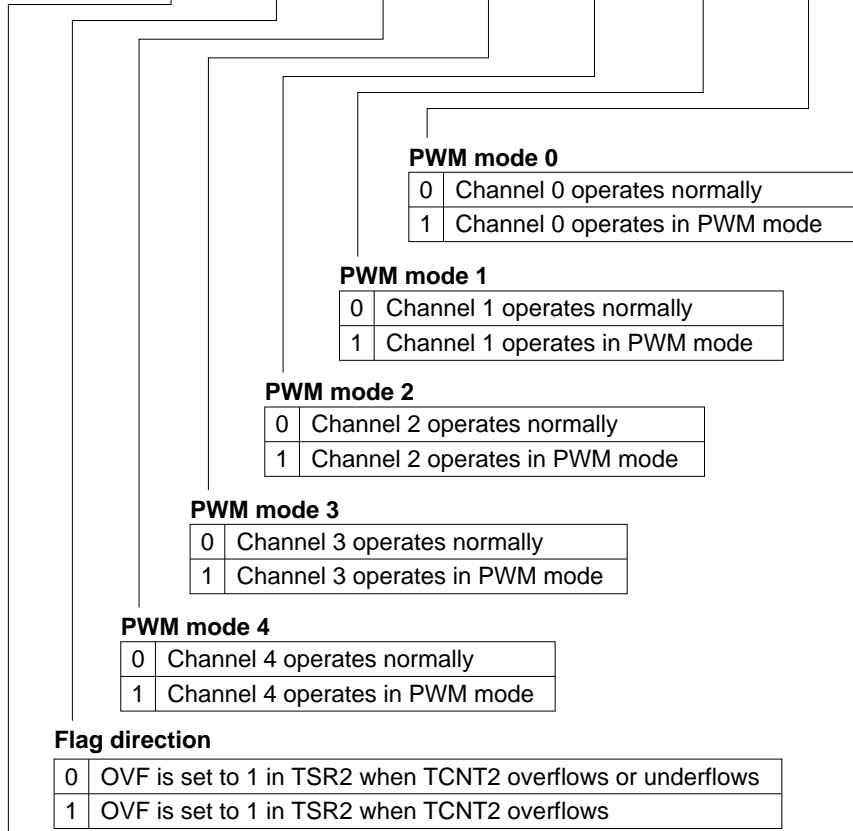 PWM mode 0
0 Channel 0 operates normally
1 Channel 0 operates in PWM mode
PWM mode 1
0 Channel 1 operates normally
1 Channel 1 operates in PWM mode
PWM mode 2
0 Channel 2 operates normally
1 Channel 2 operates in PWM mode
PWM mode 3
0 Channel 3 operates normally
1 Channel 3 operates in PWM mode
PWM mode 4
0 Channel 4 operates normally
1 Channel 4 operates in PWM mode
Flag direction
0 OVF is set to 1 in TSR2 when TCNT2 overflows or underflows
1 OVF is set to 1 in TSR2 when TCNT2 overflows